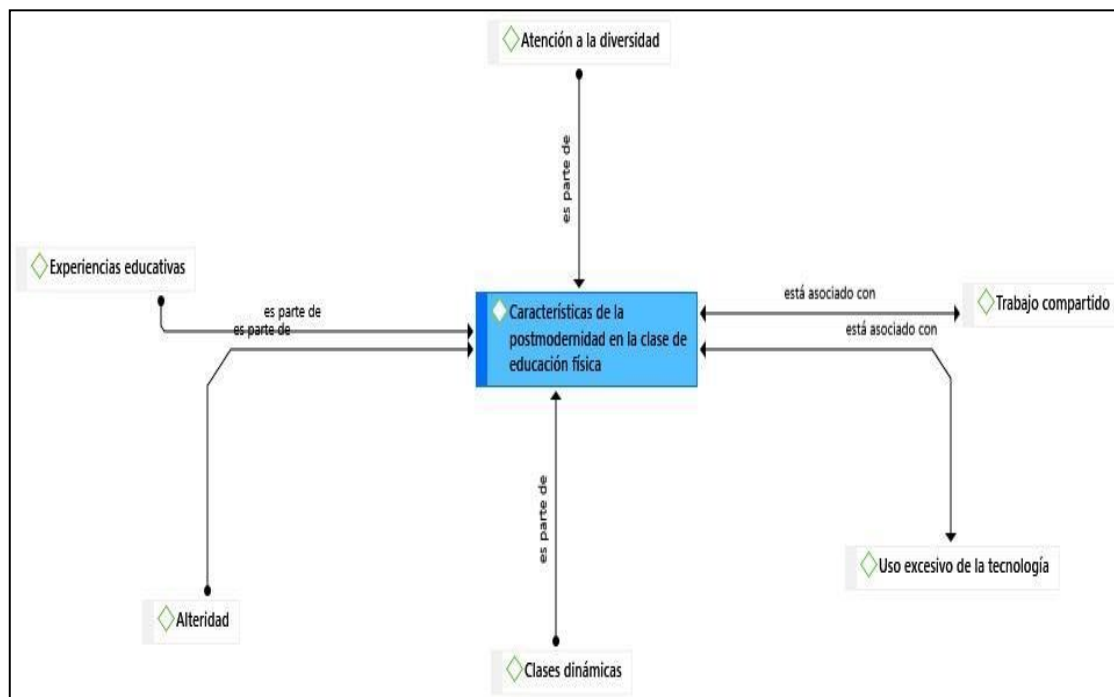 Atención a la diversidad
es parte de
Experiencias educativas
es parte de
es parte de
Características de la
postmodernidad en la clase de
educación física
está asociado con
Trabajo compartido
está asociado con
es parte de
Uso excesivo de la tecnología
Alteridad
Clases dinámicas